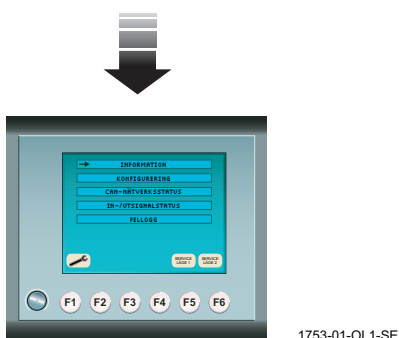 INFORMATION
KONFIGURERING
CAN-NÄTVERKSSTATUS
IN-/UTSIGNALSTATUS
FELLOGG
SERVICE LÄGE 1
SERVICE LÄGE 2
F1 F2 F3 F4 F5 F6
1753-01-QL1-SE